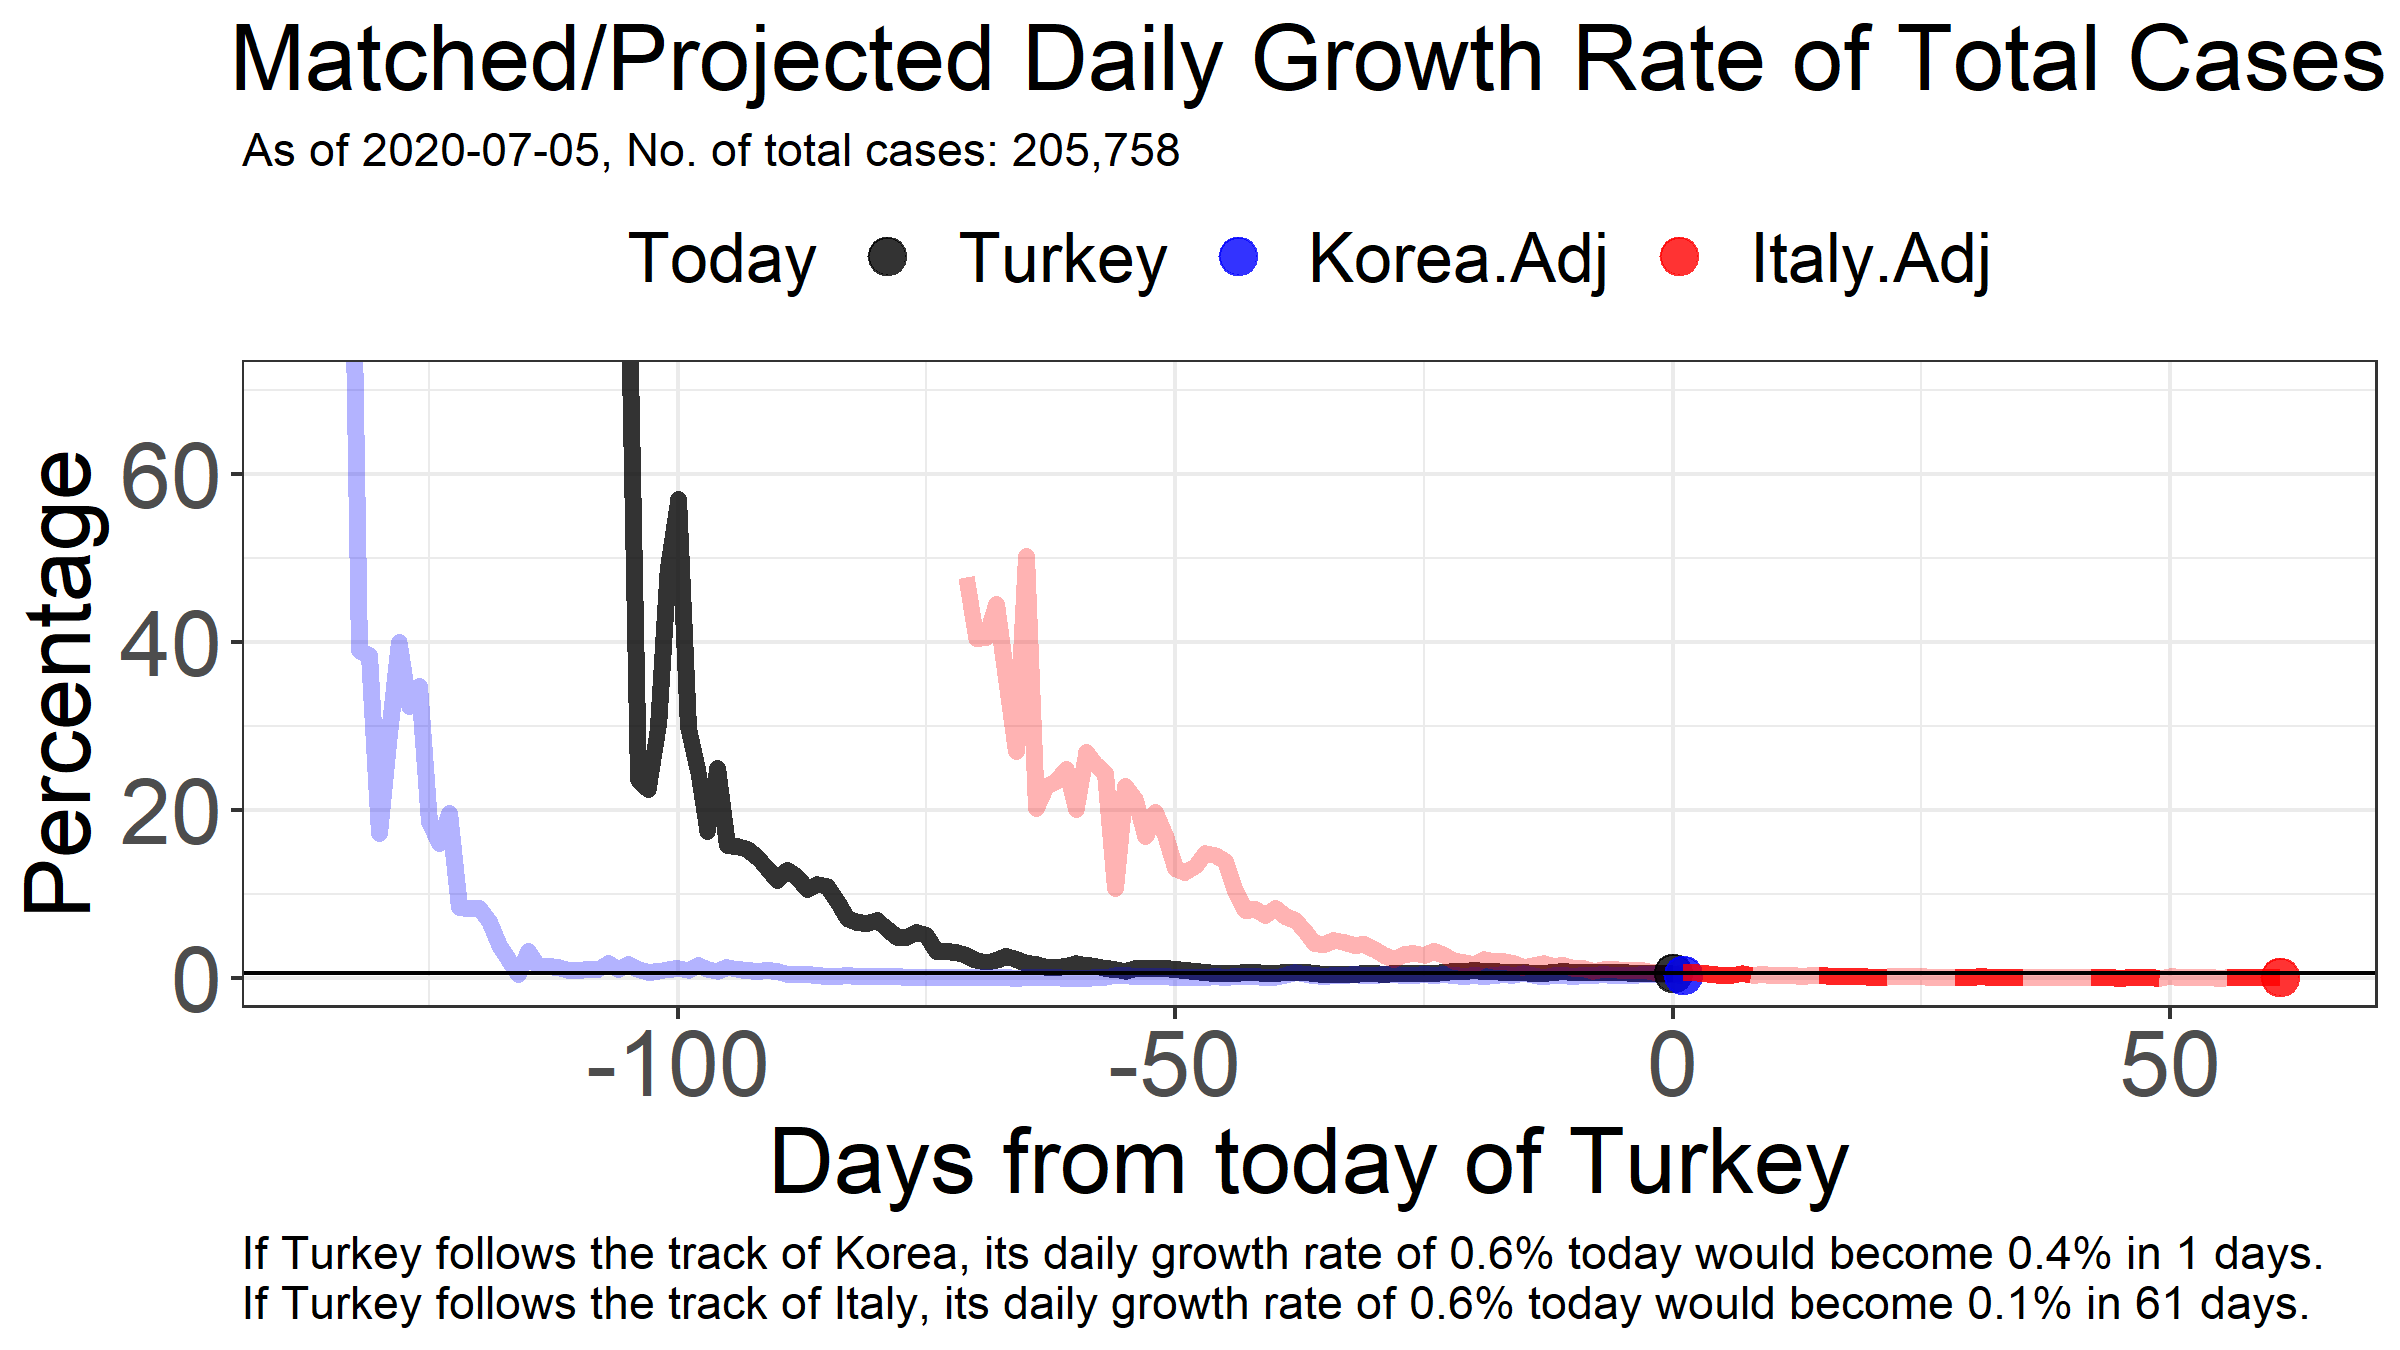 Matched/Projected Daily Growth Rate of Total Cases
As of 2020-07-05, No. of total cases: 205,758
Today Turkey Korea.Adj Italy.Adj
Percentage
60
40
20
0
-100 -50 0 50
Days from today of Turkey
If Turkey follows the track of Korea, its daily growth rate of 0.6% today would become 0.4% in 1 days.
If Turkey follows the track of Italy, its daily growth rate of 0.6% today would become 0.1% in 61 days.